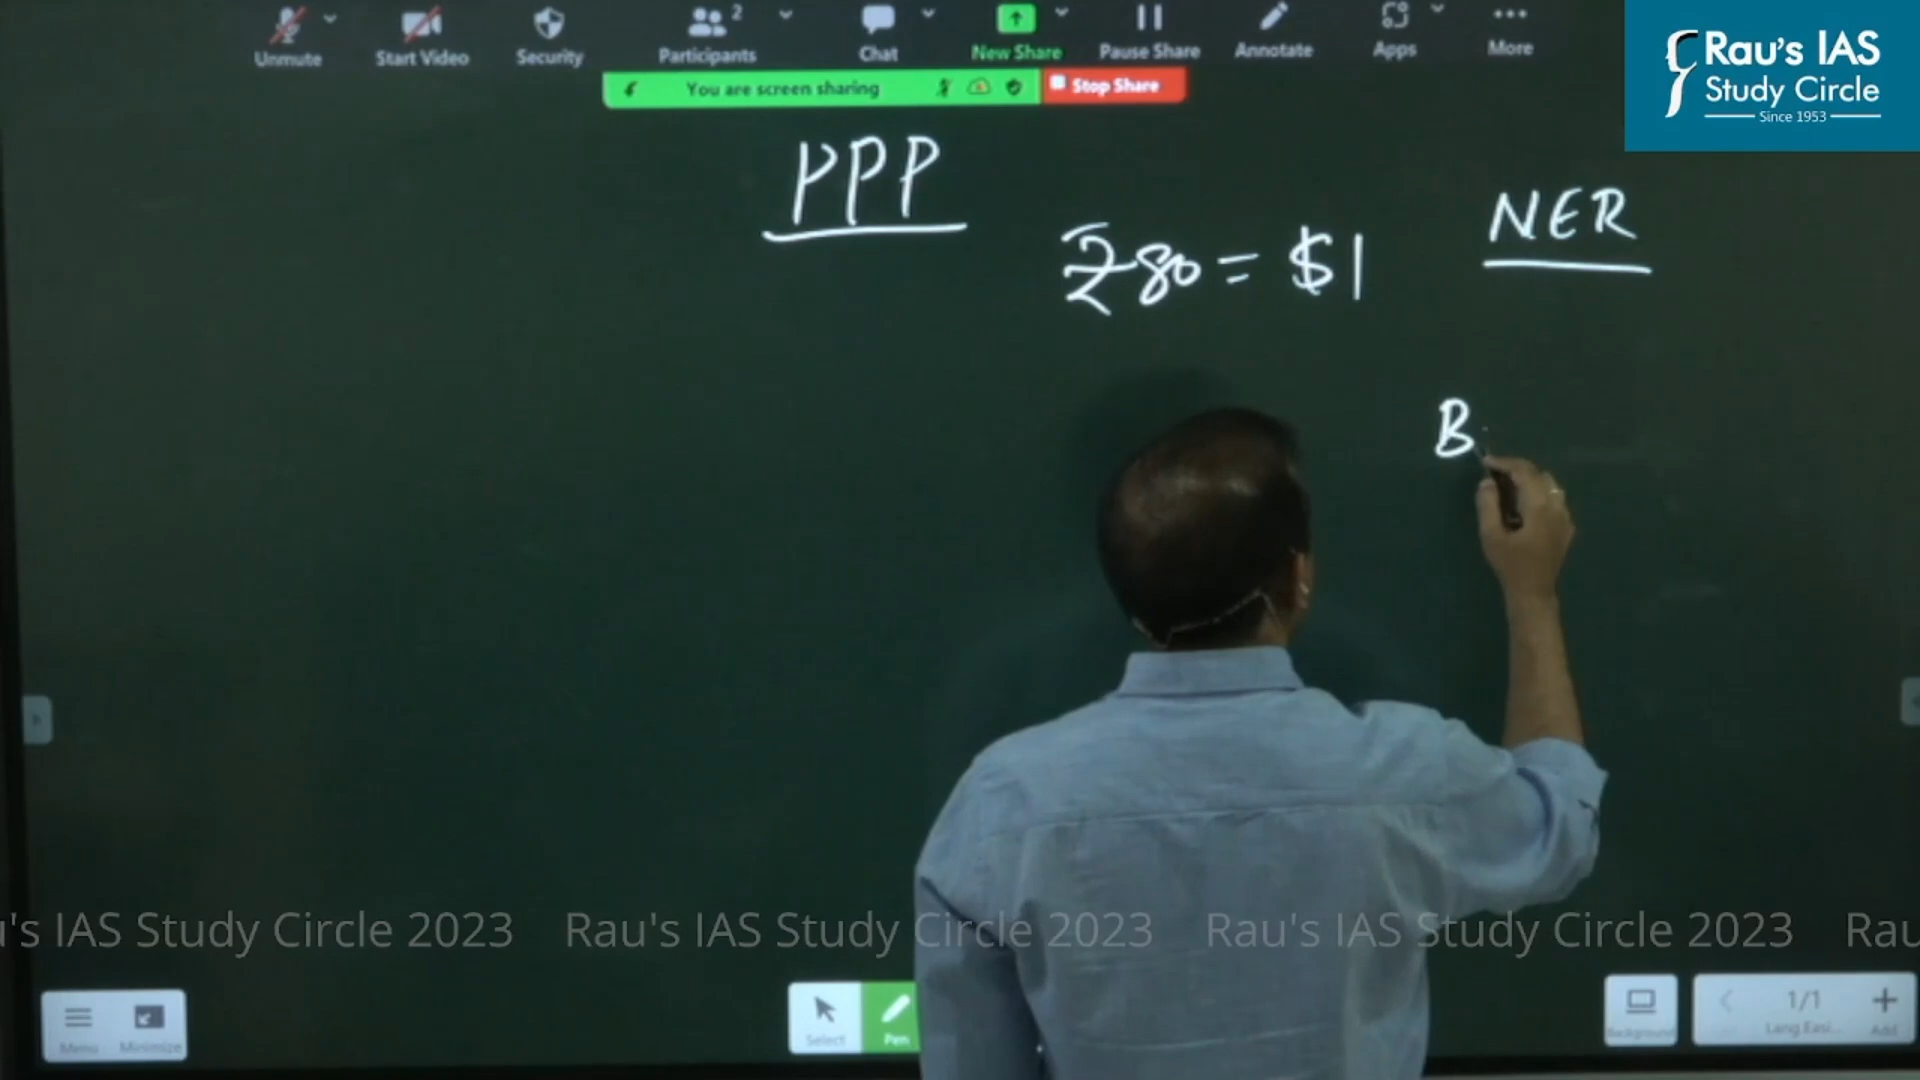 Unmute Start Video Security Participants 2 Chat New Share Pause Share Annotate Apps More
You are screen sharing Stop Share
Rau's IAS
Study Circle
Since 1953
PPP
NER
₹80 = $1
B
u's IAS Study Circle 2023 Rau's IAS Study Circle 2023 Rau's IAS Study Circle 2023 Rau
Menu Minimize Select Pen Background 1/1 Add